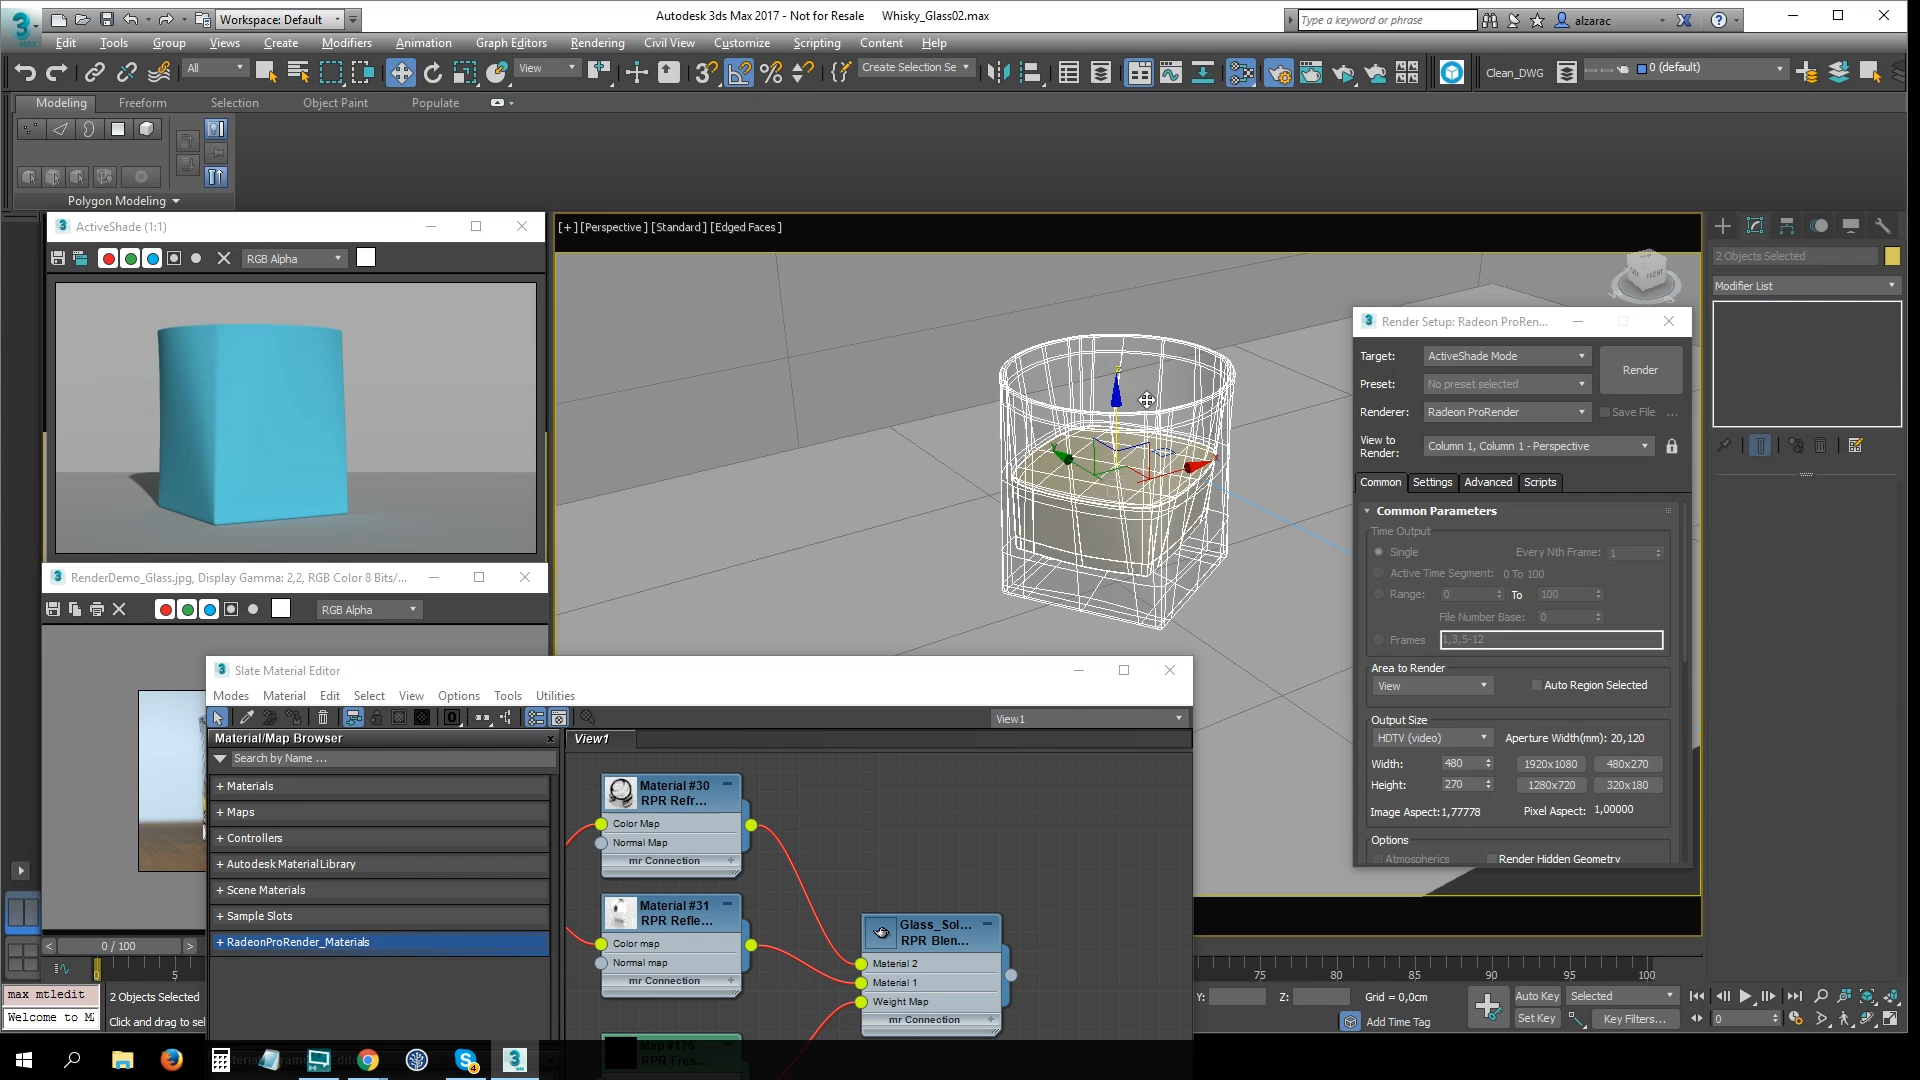 3
MAX
Workspace: Default
Autodesk 3ds Max 2017 - Not for Resale Whisky_Glass02.max
Type a keyword or phrase
alzarac
Edit Tools Group Views Create Modifiers Animation Graph Editors Rendering Civil View Customize Scripting Content Help
All
View
Create Selection Se
Clean_DWG
0 (default)
Modeling Freeform Selection Object Paint Populate
Polygon Modeling
ActiveShade (1:1)
RGB Alpha
[+] [Perspective ] [Standard ] [Edged Faces ]
FRONT
2 Objects Selected
Modifier List
Render Setup: Radeon ProRen...
Target: ActiveShade Mode
Render
Preset: No preset selected
Renderer: Radeon ProRender
Save File ...
View to
Render:
Column 1, Column 1 - Perspective
Common Settings Advanced Scripts
Common Parameters
Time Output
Single Every Nth Frame: 1
Active Time Segment: 0 To 100
Range: 0 To 100
File Number Base: 0
Frames 1,3,5-12
Area to Render
View
Auto Region Selected
Output Size
HDTV (video) Aperture Width(mm): 20,120
Width: 480 1920x1080 480x270
Height: 270 1280x720 320x180
Image Aspect: 1,77778 Pixel Aspect: 1,00000
Options
Atmospherics Render Hidden Geometry
RenderDemo_Glass.jpg, Display Gamma: 2,2, RGB Color 8 Bits/...
RGB Alpha
Slate Material Editor
Modes Material Edit Select View Options Tools Utilities
View1
Material/Map Browser x
Search by Name ...
+ Materials
+ Maps
+ Controllers
+ Autodesk Material Library
+ Scene Materials
+ Sample Slots
+ RadeonProRender_Materials
View1
Material #30
RPR Refr...
Color Map
Normal Map
mr Connection
Material #31
RPR Refle...
Color map
Normal map
mr Connection
Map #176
RPR Fres...
Glass_Sol...
RPR Blen...
Material 2
Material 1
Weight Map
mr Connection
0 / 100
0 5 75 80 85 90 95 100
max mtledit
Welcome to M
2 Objects Selected
Click and drag to sel
Y: Z: Grid = 0,0cm
Add Time Tag
Auto Key Selected
Set Key Key Filters...
0
4